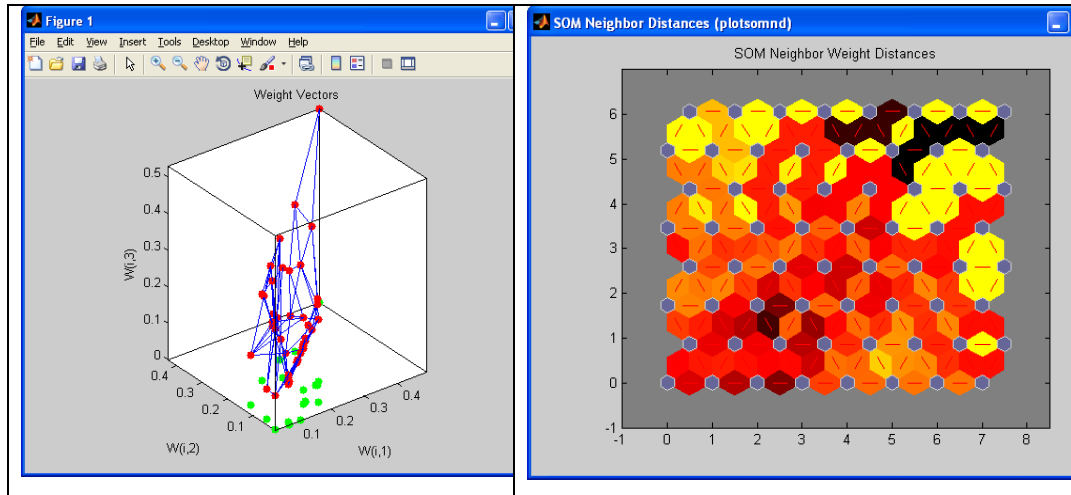 Figure 1
File Edit View Insert Tools Desktop Window Help
Weight Vectors
0.5
0.4
0.3
0.2
0.1
0
W(i,3)
0.4
0.3
0.2
0.1
W(i,2)
0.1
0.2
0.3
0.4
W(i,1)
SOM Neighbor Distances (plotsomnd)
SOM Neighbor Weight Distances
6
5
4
3
2
1
0
-1
-1 0 1 2 3 4 5 6 7 8